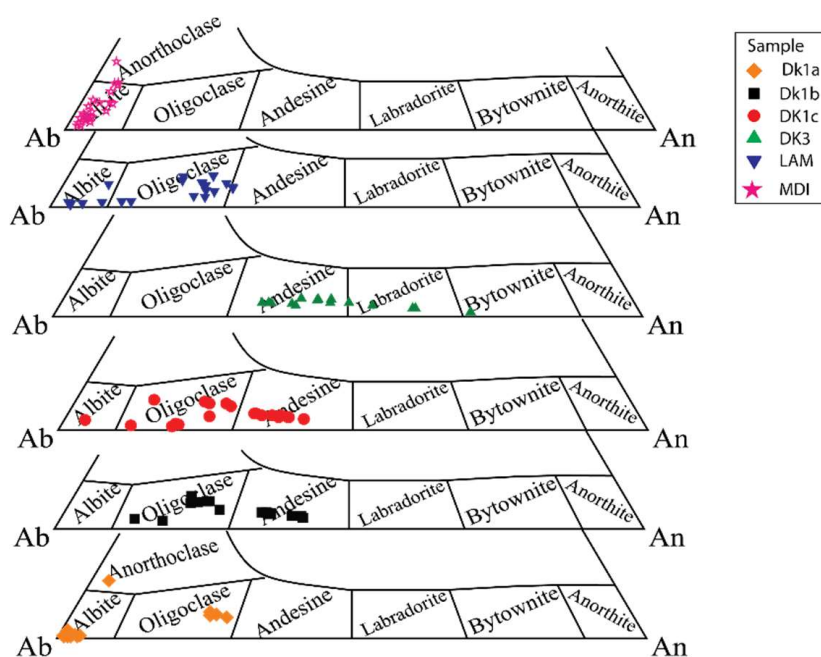 Sample
Dk1a
Dk1b
DK1c
DK3
LAM
MDI
Anorthoclase
Albite Oligoclase Andesine Labradorite Bytownite Anorthite
Ab An
Albite Oligoclase Andesine Labradorite Bytownite Anorthite
Ab An
Albite Oligoclase Andesine Labradorite Bytownite Anorthite
Ab An
Albite Oligoclase Andesine Labradorite Bytownite Anorthite
Ab An
Albite Oligoclase Andesine Labradorite Bytownite Anorthite
Ab An
Anorthoclase
Albite Oligoclase Andesine Labradorite Bytownite Anorthite
Ab An